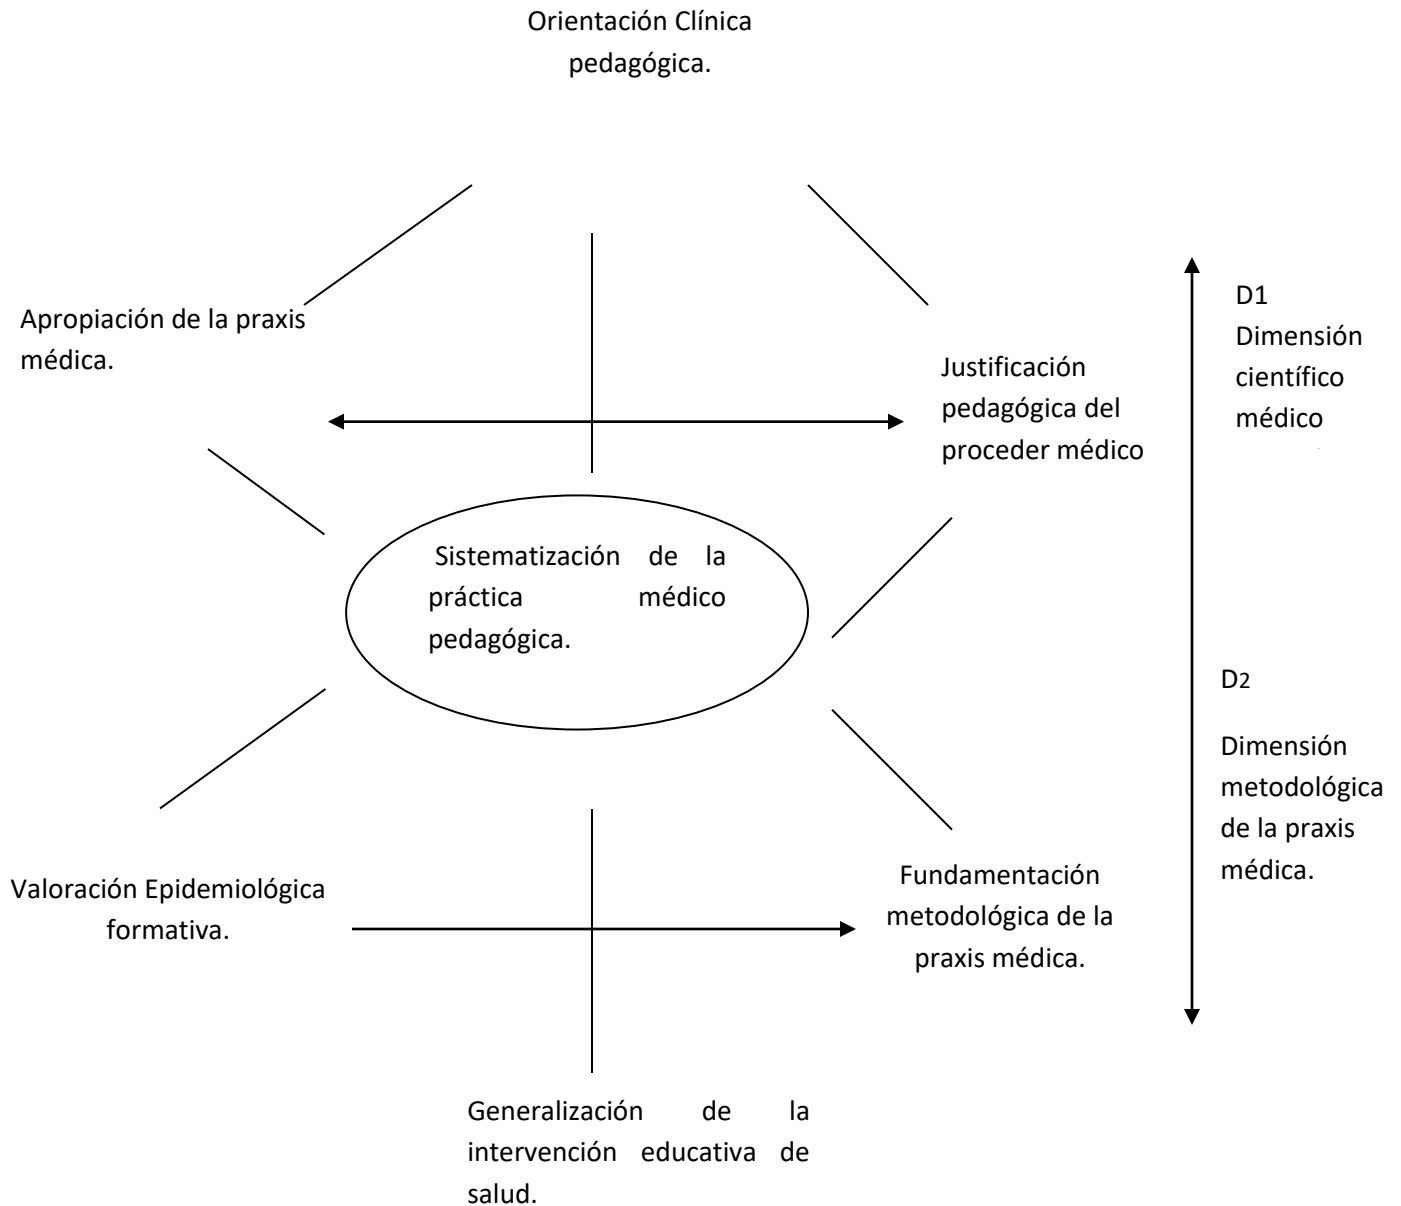 Orientación Clínica
pedagógica.
Apropiación de la praxis
médica.
Justificación
pedagógica del
proceder médico
D1
Dimensión
científico
médico
Sistematización de la
práctica médico
pedagógica.
D2
Dimensión
metodológica
de la praxis
médica.
Valoración Epidemiológica
formativa.
Fundamentación
metodológica de la
praxis médica.
Generalización de la
intervención educativa de
salud.